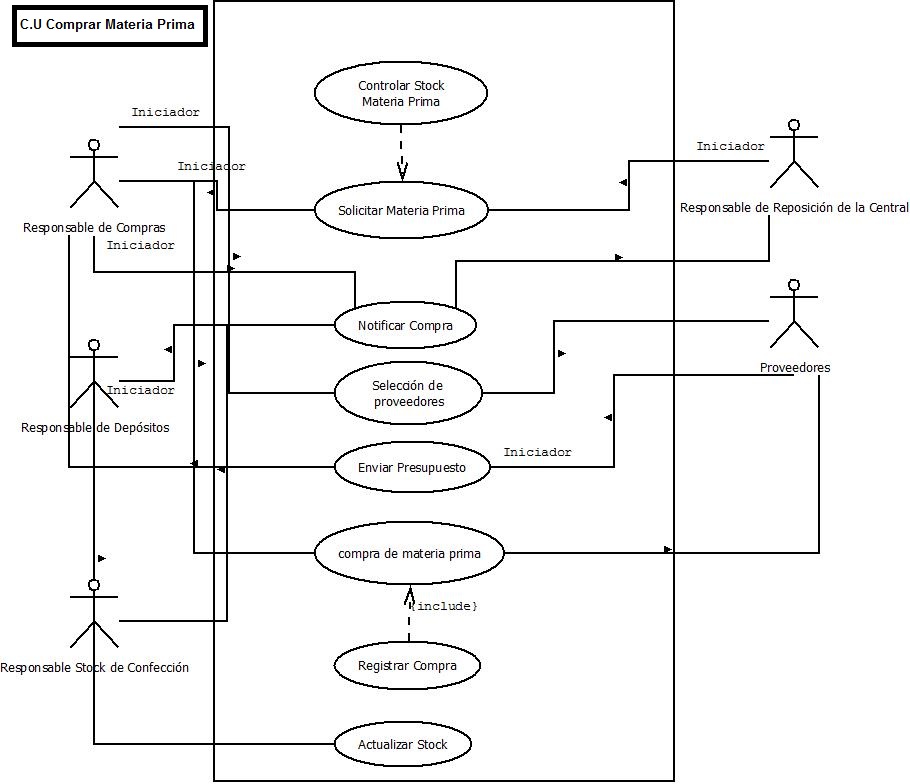 C.U Comprar Materia Prima
Controlar Stock
Materia Prima
Iniciador
Iniciador
Iniciador
Solicitar Materia Prima
Responsable de Reposición de la Central
Responsable de Compras
Iniciador
Notificar Compra
Proveedores
Selección de
proveedores
Iniciador
Responsable de Depósitos
Iniciador
Enviar Presupuesto
compra de materia prima
{include}
Responsable Stock de Confección
Registrar Compra
Actualizar Stock